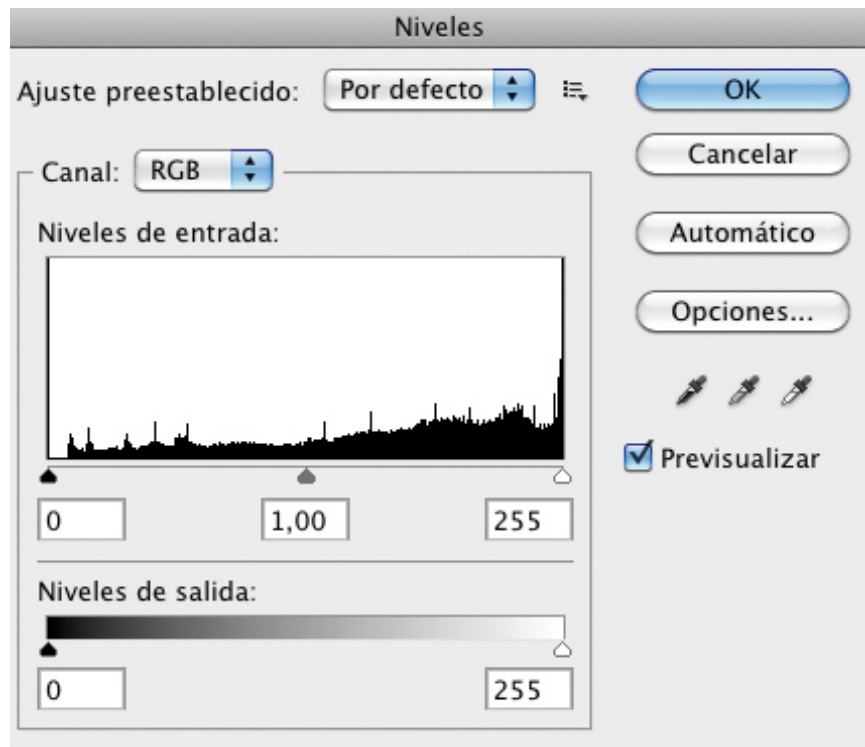 Niveles
Ajuste preestablecido: Por defecto
OK
Canal: RGB
Cancelar
Niveles de entrada:
Automático
Opciones...
Previsualizar
0 1,00 255
Niveles de salida:
0 255